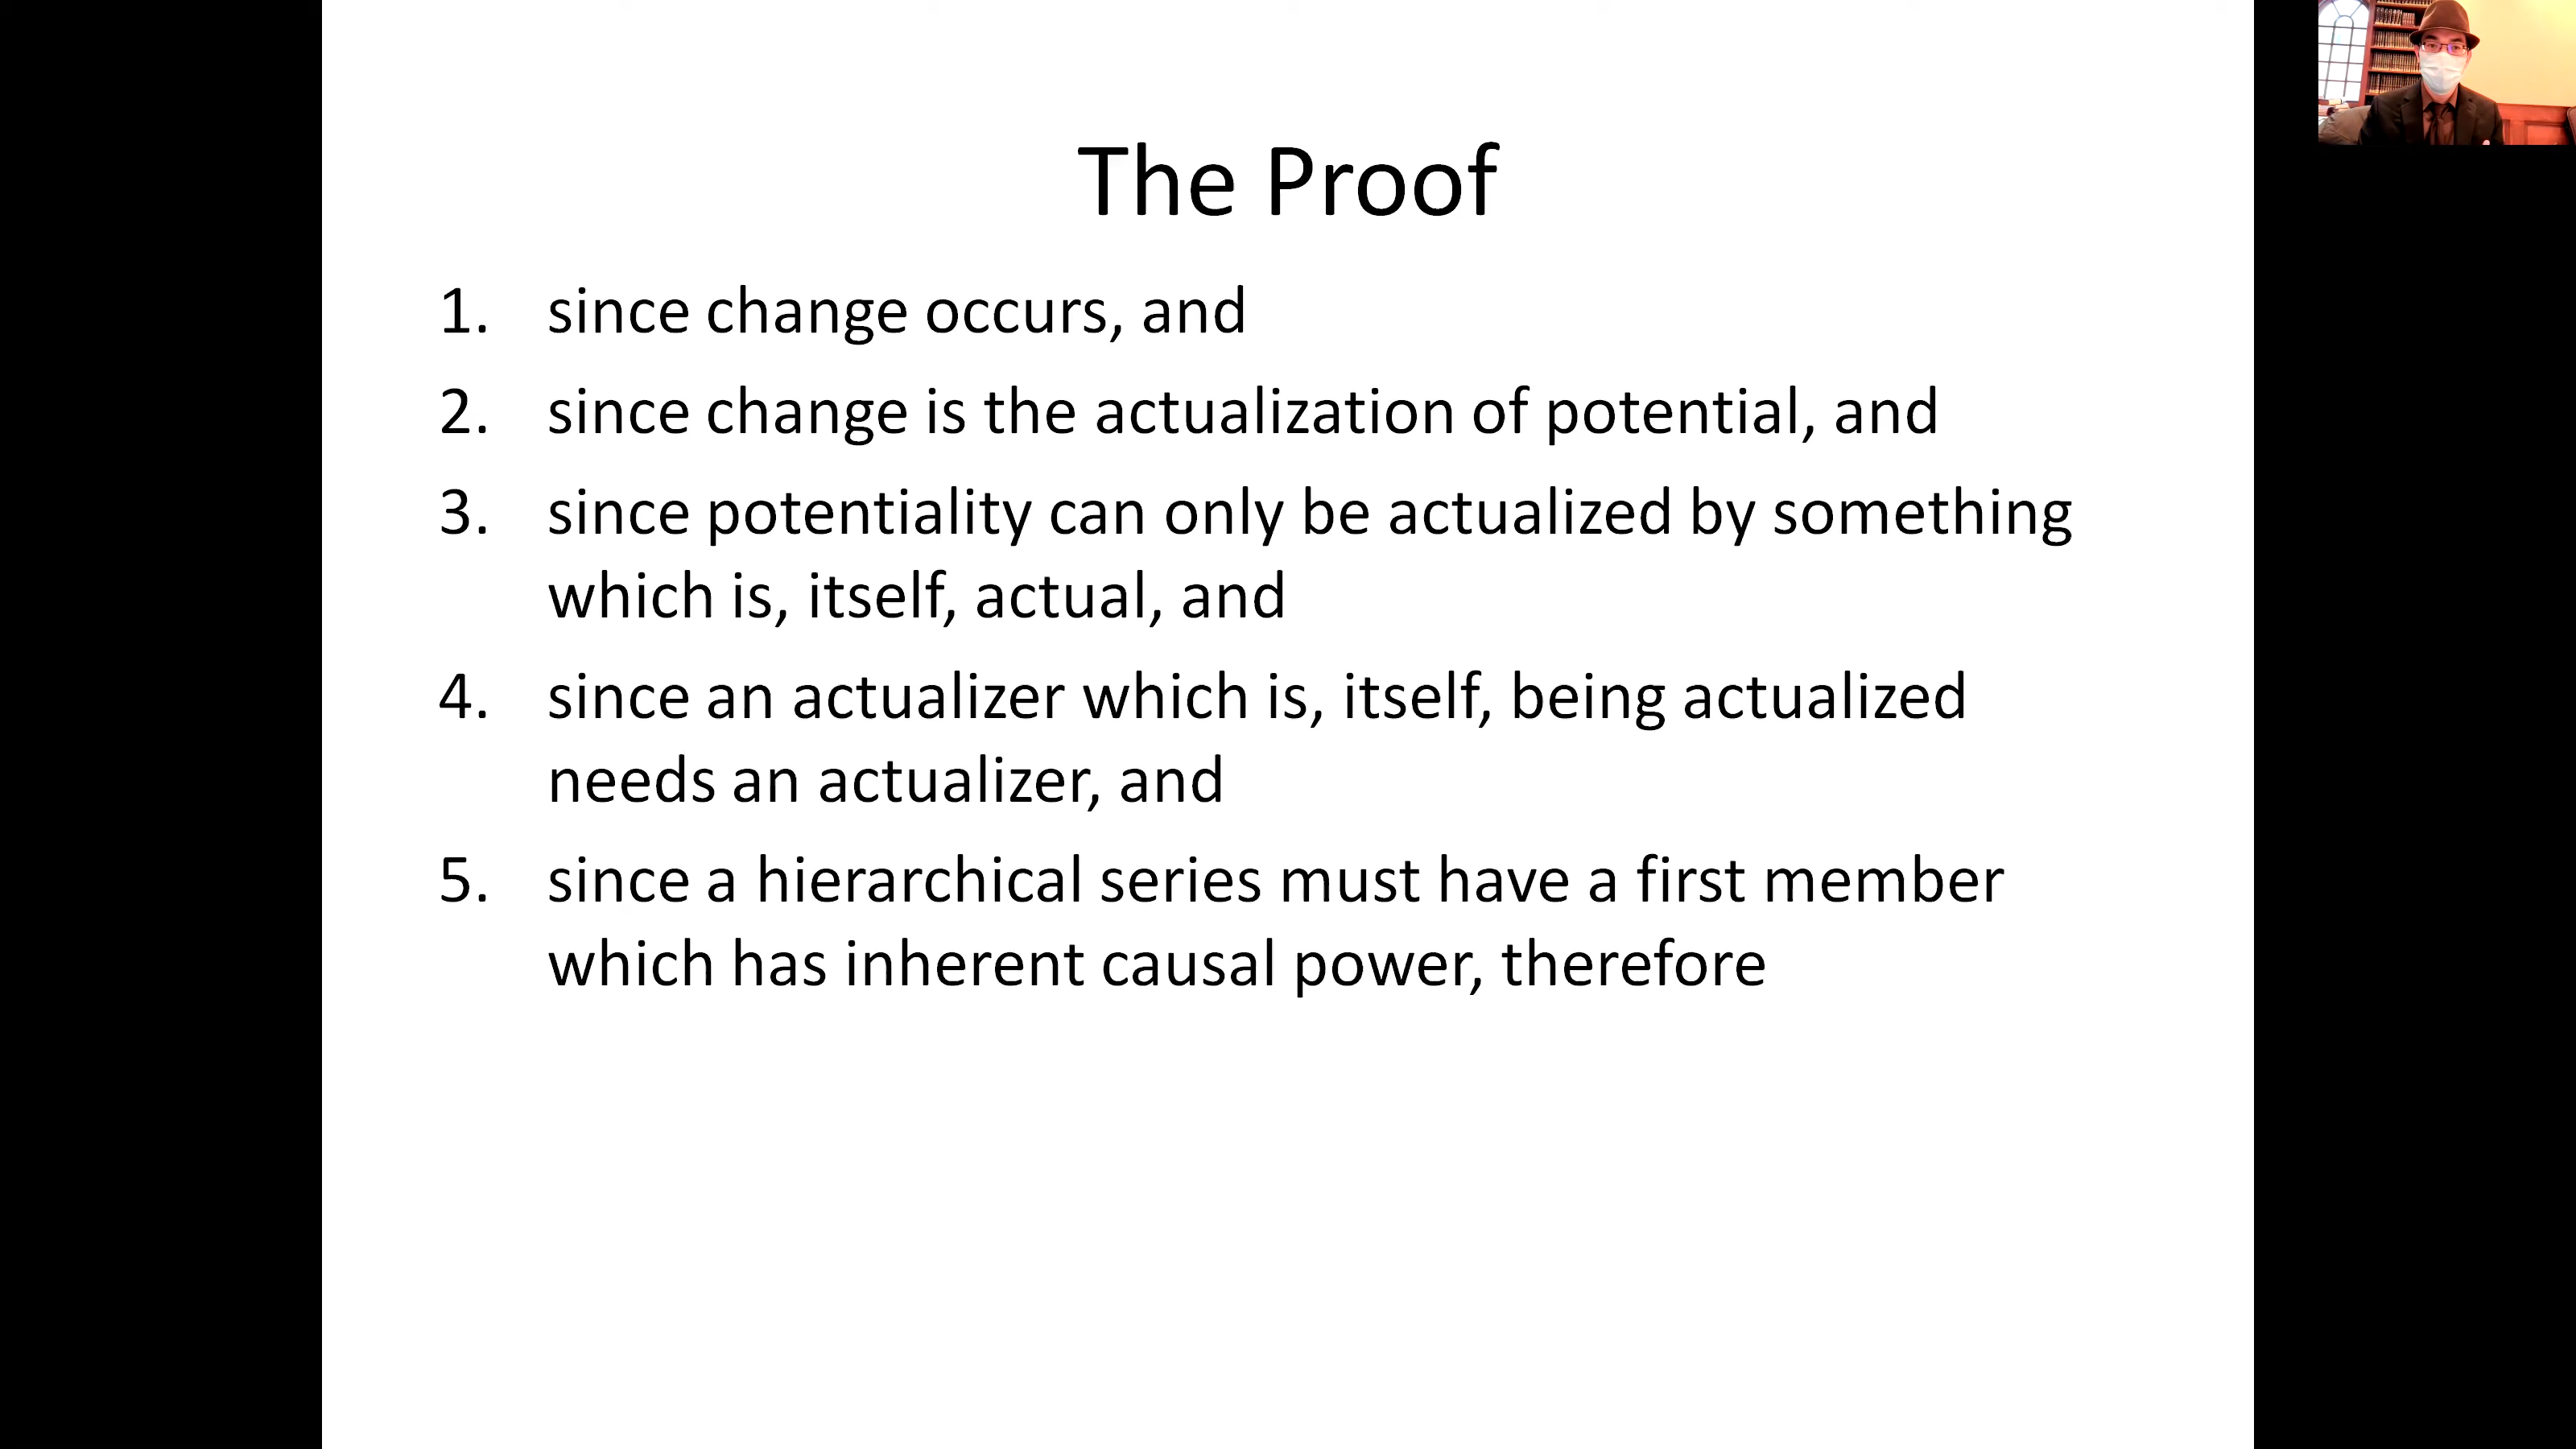 The Proof
1. since change occurs, and
2. since change is the actualization of potential, and
3. since potentiality can only be actualized by something
which is, itself, actual, and
4. since an actualizer which is, itself, being actualized
needs an actualizer, and
5. since a hierarchical series must have a first member
which has inherent causal power, therefore